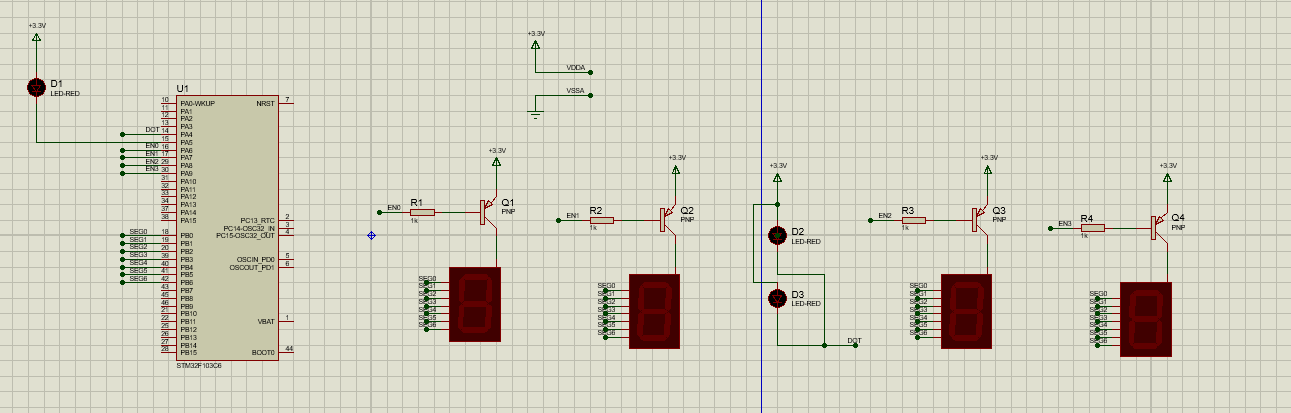 +3.3V
D1
LED-RED
U1
10 PA0-WKUP NRST 7
11 PA1
12 PA2
13 PA3
DOT 14 PA4
15 PA5
EN0 16 PA6
EN1 17 PA7
EN2 29 PA8
EN3 30 PA9
31 PA10
32 PA11
33 PA12
34 PA13
37 PA14
38 PA15
PC13_RTC 2
PC14-OSC32_IN 3
SEG0 18 PB0 PC15-OSC32_OUT 4
SEG1 19 PB1
SEG2 20 PB2
SEG3 39 PB3 OSCIN_PD0 5
SEG4 40 PB4 OSCOUT_PD1 6
SEG5 41 PB5
SEG6 42 PB6
43 PB7
45 PB8
46 PB9
21 PB10
22 PB11 VBAT 1
25 PB12
26 PB13
27 PB14
28 PB15 BOOT0 44
STM32F103C6
+3.3V
VDDA
VSSA
+3.3V
EN0
R1
1k
Q1
PNP
SEG0
SEG1
SEG2
SEG3
SEG4
SEG5
SEG6
+3.3V
EN1
R2
1k
Q2
PNP
SEG0
SEG1
SEG2
SEG3
SEG4
SEG5
SEG6
+3.3V
D2
LED-RED
D3
LED-RED
DOT
+3.3V
EN2
R3
1k
Q3
PNP
SEG0
SEG1
SEG2
SEG3
SEG4
SEG5
SEG6
+3.3V
EN3
R4
1k
Q4
PNP
SEG0
SEG1
SEG2
SEG3
SEG4
SEG5
SEG6